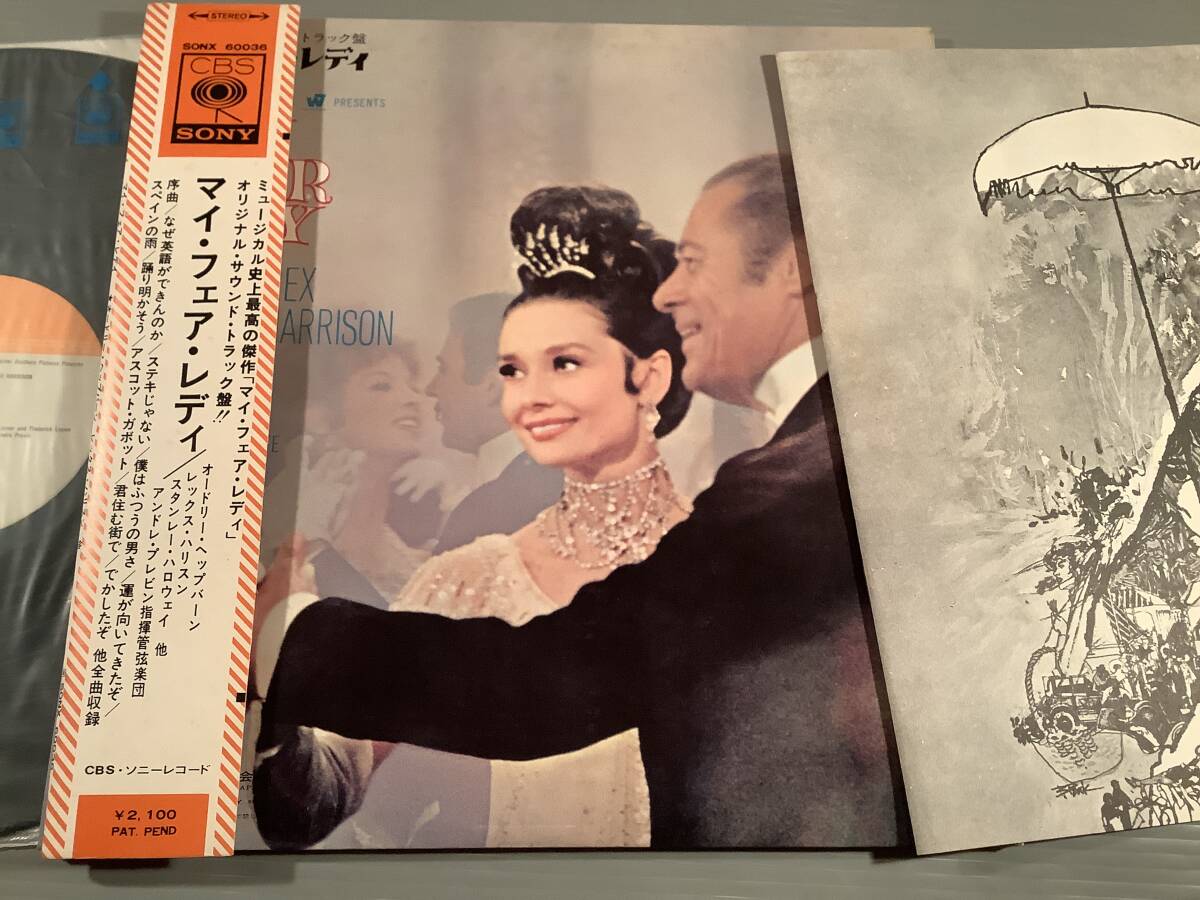 STEREO
SONX 60036
CBS
SONY
ミュージカル史上最高の傑作「マイ・フェア・レディ」
オリジナル・サウンド・トラック盤!!
マイ・フェア・レディ/
オードリー・ヘップバーン
レックス・ハリスン
スタンレー・ハロウェイ 他
アンドレ・プレビン指揮管弦楽団
序曲/なぜ英語ができんのか/ステキじゃない/僕はふつうの男さ/運が向いてきたぞ/
スペインの雨/踊り明かそう/アスコット・ガボット/君住む街で/でかしたぞ 他全曲収録
CBS・ソニーレコード
¥2,100
PAT. PEND
トラック盤
レディ
PRESENTS
R
Y
EX
ARRISON